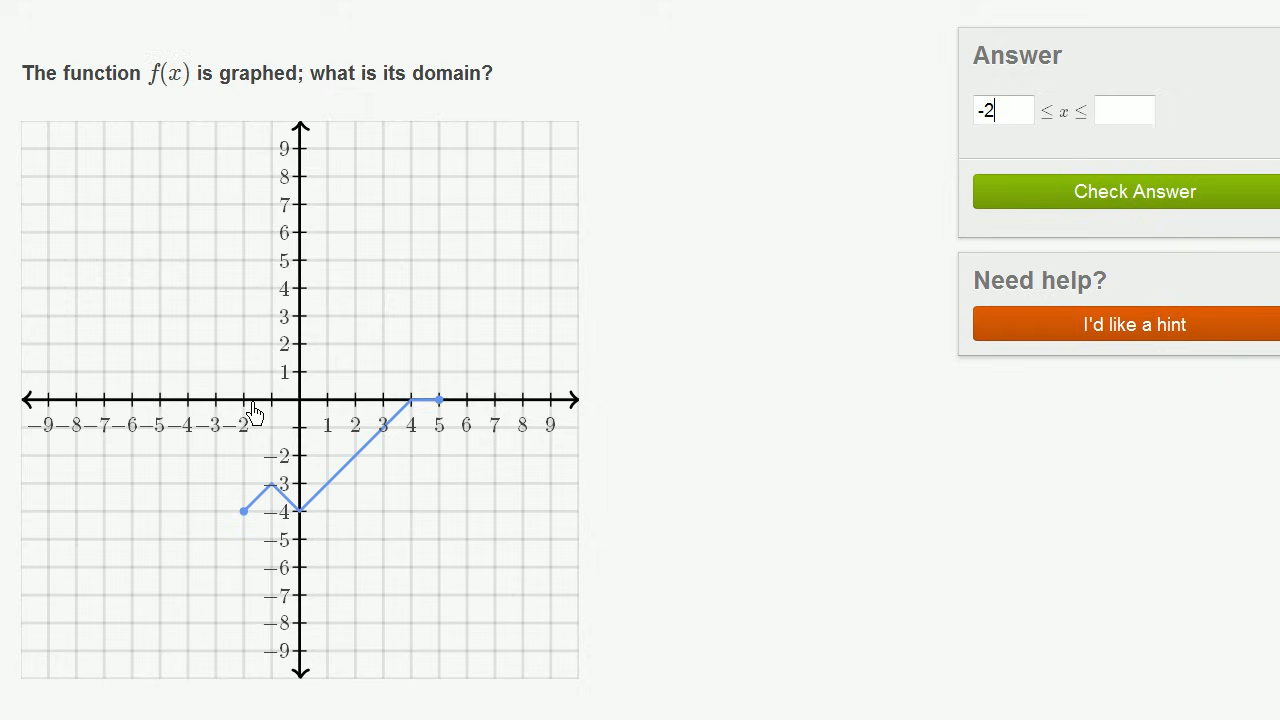 The function f(x) is graphed; what is its domain?
Answer
-2 ≤ x ≤
Check Answer
Need help?
I'd like a hint
9
8
7
6
5
4
3
2
1
−9 −8 −7 −6 −5 −4 −3 −2 1 2 3 4 5 6 7 8 9
−2
−3
−4
−5
−6
−7
−8
−9